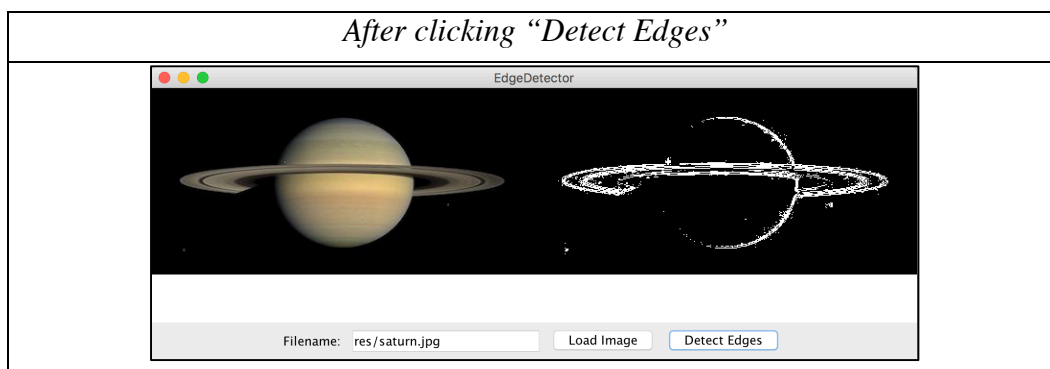 After clicking “Detect Edges”
EdgeDetector
Filename: res/saturn.jpg Load Image Detect Edges